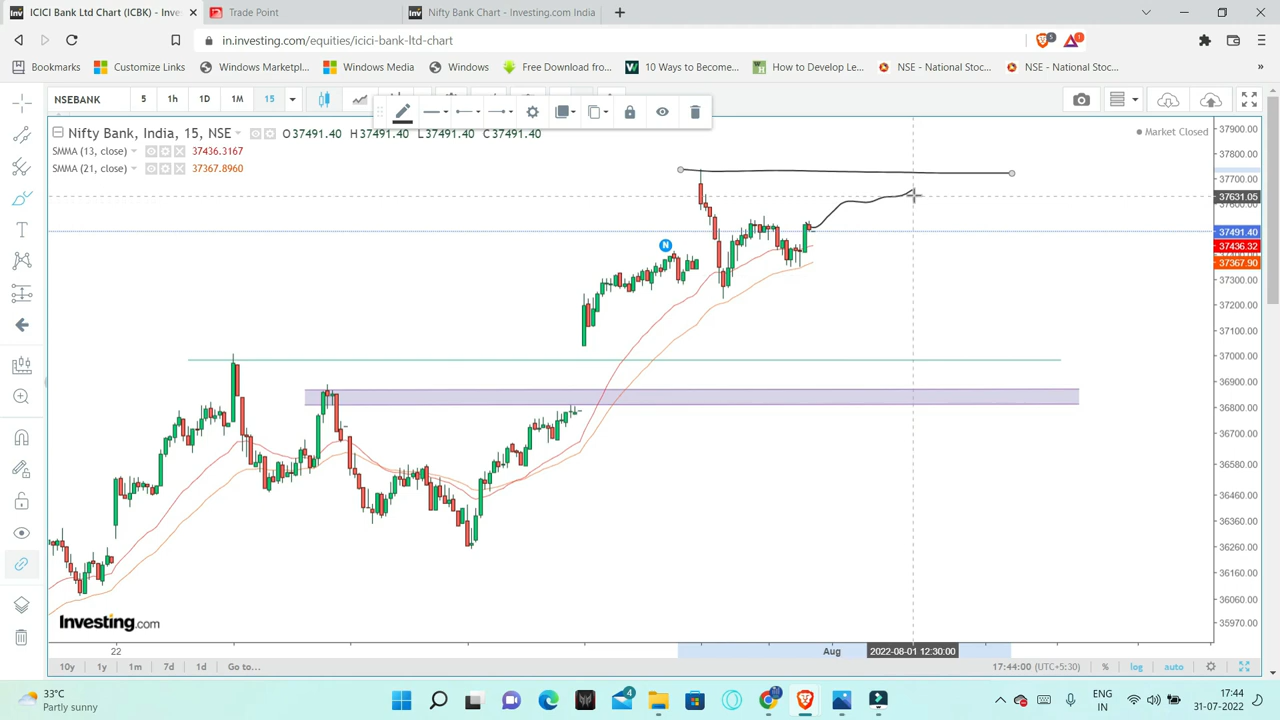 ICICI Bank Ltd Chart (ICBK) - Inves
Trade Point
Nifty Bank Chart - Investing.com India
in.investing.com/equities/icici-bank-ltd-chart
Bookmarks
Customize Links
Windows Marketpl...
Windows Media
Windows
Free Download from...
10 Ways to Become...
How to Develop Le...
NSE - National Stoc...
NSE - National Stoc...
NSEBANK
5
1h
1D
1M
15
Nifty Bank, India, 15, NSE
O37491.40 H37491.40 L37491.40 C37491.40
Market Closed
SMMA (13, close)
37436.3167
SMMA (21, close)
37367.8960
N
37900.00
37800.00
37700.00
37631.05
37491.40
37436.32
37367.90
37300.00
37200.00
37100.00
37000.00
36900.00
36800.00
36700.00
36580.00
36460.00
36360.00
36260.00
36160.00
36060.00
35970.00
Investing.com
22
Aug
2022-08-01 12:30:00
10y
1y
1m
7d
1d
Go to...
17:44:00 (UTC+5:30)
%
log
auto
33°C
Partly sunny
4
ENG
IN
17:44
31-07-2022